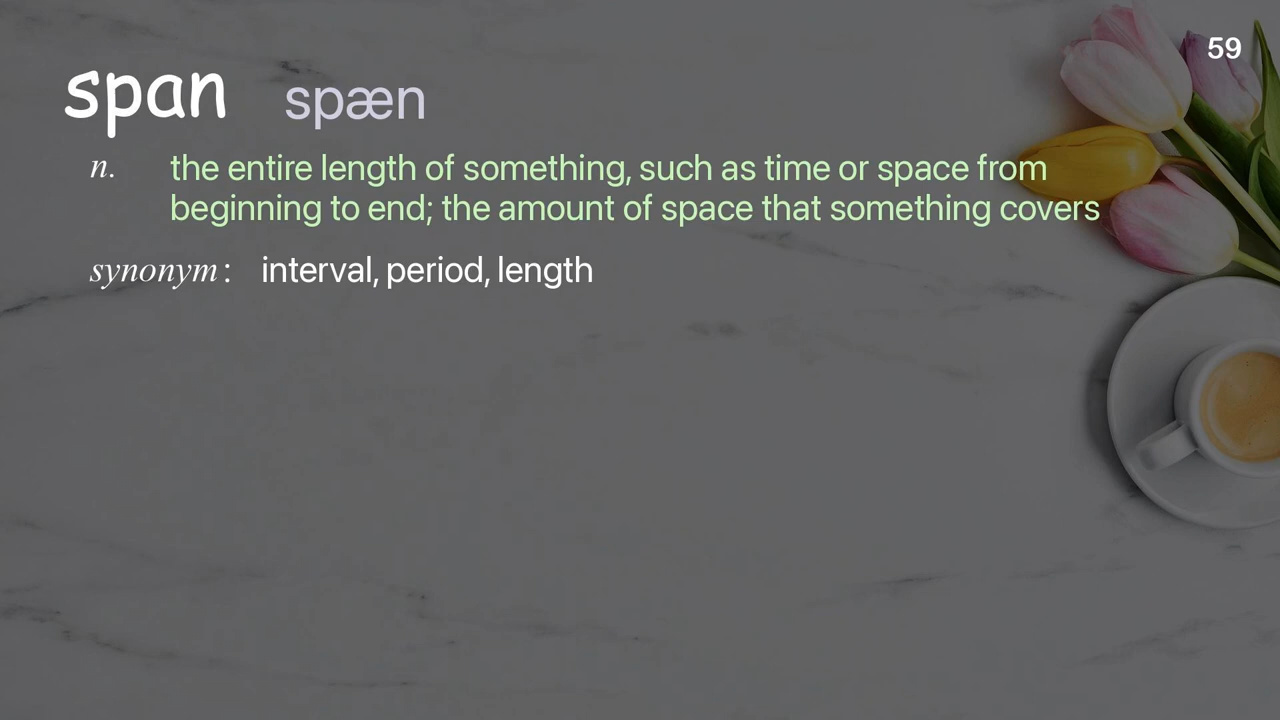 59
span spæn
n. the entire length of something, such as time or space from
beginning to end; the amount of space that something covers
synonym: interval, period, length